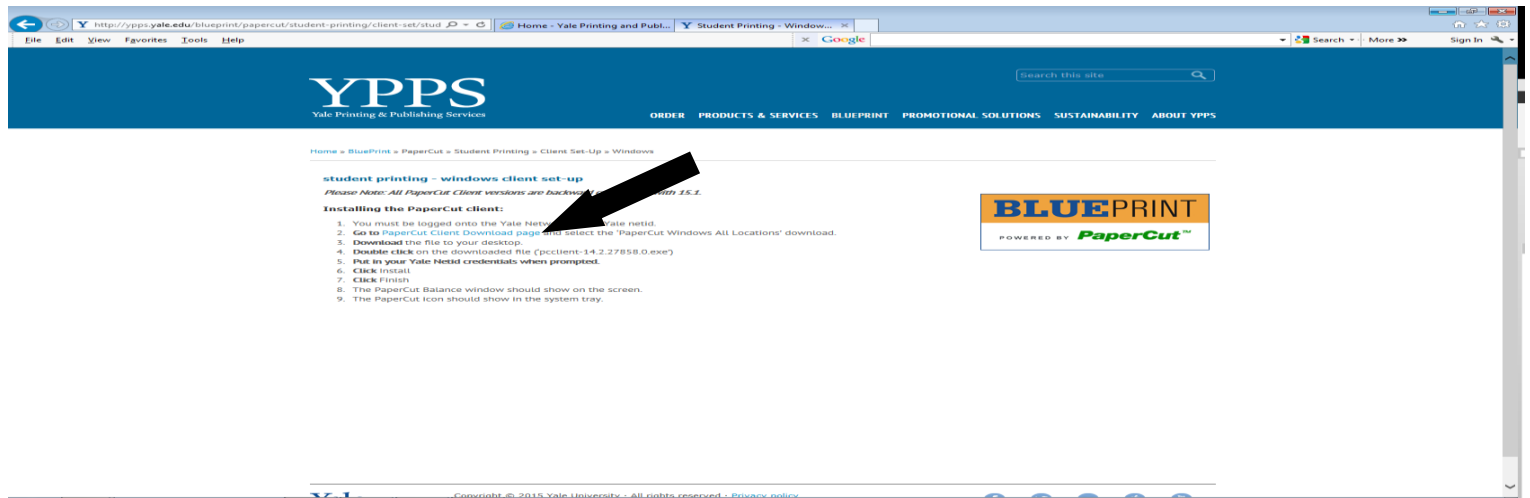 http://ypps.yale.edu/blueprint/papercut/student-printing/client-set/stud
Home - Yale Printing and Publ...
Student Printing - Window...
File Edit View Favorites Tools Help
Google
Search
More
Sign In
YPPS
Yale Printing & Publishing Services
Search this site
ORDER PRODUCTS & SERVICES BLUEPRINT PROMOTIONAL SOLUTIONS SUSTAINABILITY ABOUT YPPS
Home » BluePrint » PaperCut » Student Printing » Client Set-Up » Windows
student printing - windows client set-up
Please Note: All PaperCut Client versions are backward with 15.1.
Installing the PaperCut client:
1. You must be logged onto the Yale Yale netid.
2. Go to PaperCut Client Download page and select the 'PaperCut Windows All Locations' download.
3. Download the file to your desktop.
4. Double click on the downloaded file ('pcclient-14.2.27858.0.exe')
5. Put in your Yale Netid credentials when prompted.
6. Click Install
7. Click Finish
8. The PaperCut Balance window should show on the screen.
9. The PaperCut Icon should show in the system tray.
BLUEPRINT
POWERED BY PaperCut™
Yale
Copyright © 2015 Yale University · All rights reserved · Privacy policy